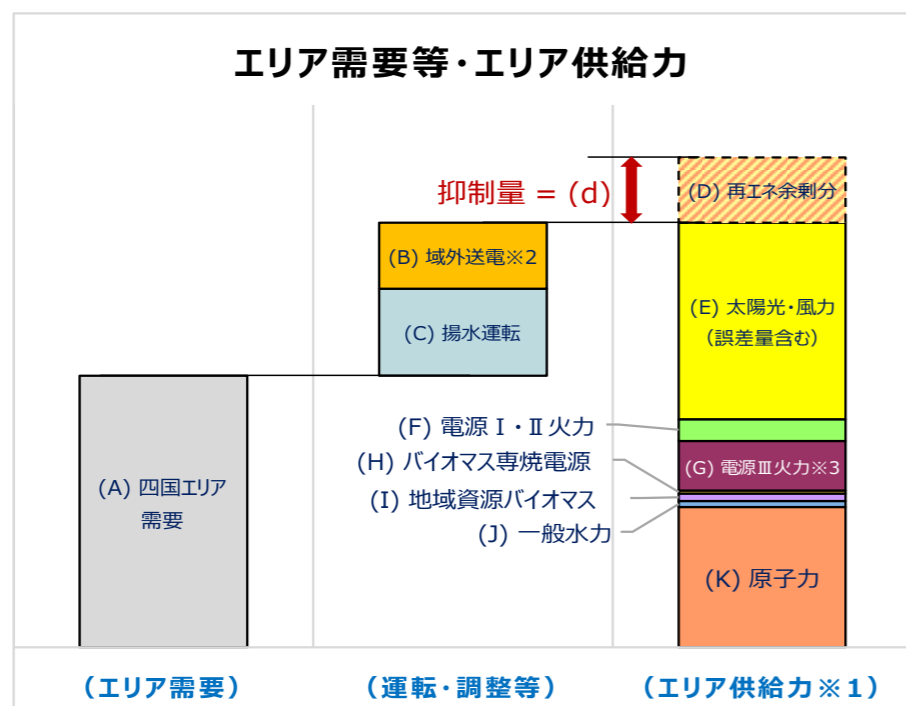 エリア需要等・エリア供給力
抑制量 = (d)
(D) 再エネ余剰分
(B) 域外送電※2
(C) 揚水運転
(E) 太陽光・風力
(誤差量含む)
(A) 四国エリア
需要
(F) 電源Ⅰ・Ⅱ火力
(G) 電源Ⅲ火力※3
(H) バイオマス専焼電源
(I) 地域資源バイオマス
(J) 一般水力
(K) 原子力
(エリア需要)
(運転・調整等)
(エリア供給力※1)